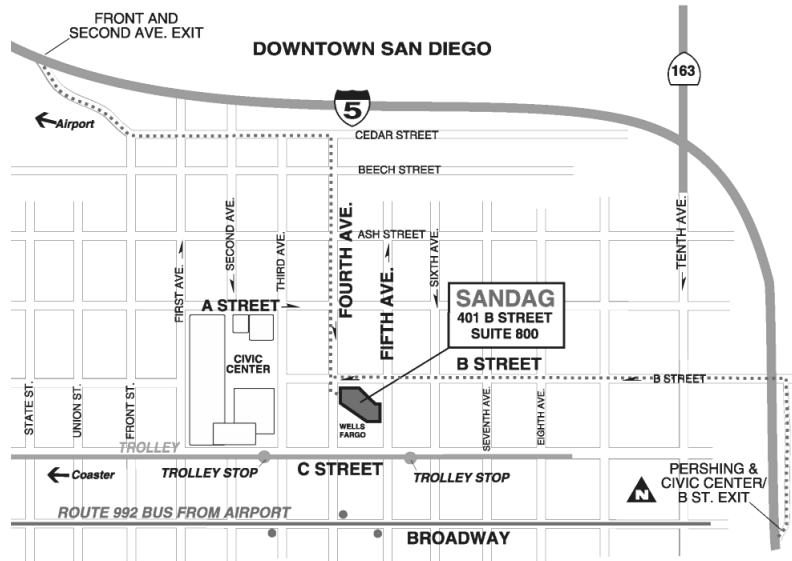 FRONT AND
SECOND AVE. EXIT
DOWNTOWN SAN DIEGO
163
5
Airport
CEDAR STREET
BEECH STREET
ASH STREET
FIRST AVE.
SECOND AVE.
THIRD AVE.
FOURTH AVE.
FIFTH AVE.
SIXTH AVE.
TENTH AVE.
A STREET
SANDAG
401 B STREET
SUITE 800
CIVIC
CENTER
B STREET
B STREET
STATE ST.
UNION ST.
FRONT ST.
WELLS
FARGO
SEVENTH AVE.
EIGHTH AVE.
TROLLEY
TROLLEY STOP
C STREET
TROLLEY STOP
Coaster
PERSHING &
CIVIC CENTER/
B ST. EXIT
N
ROUTE 992 BUS FROM AIRPORT
BROADWAY